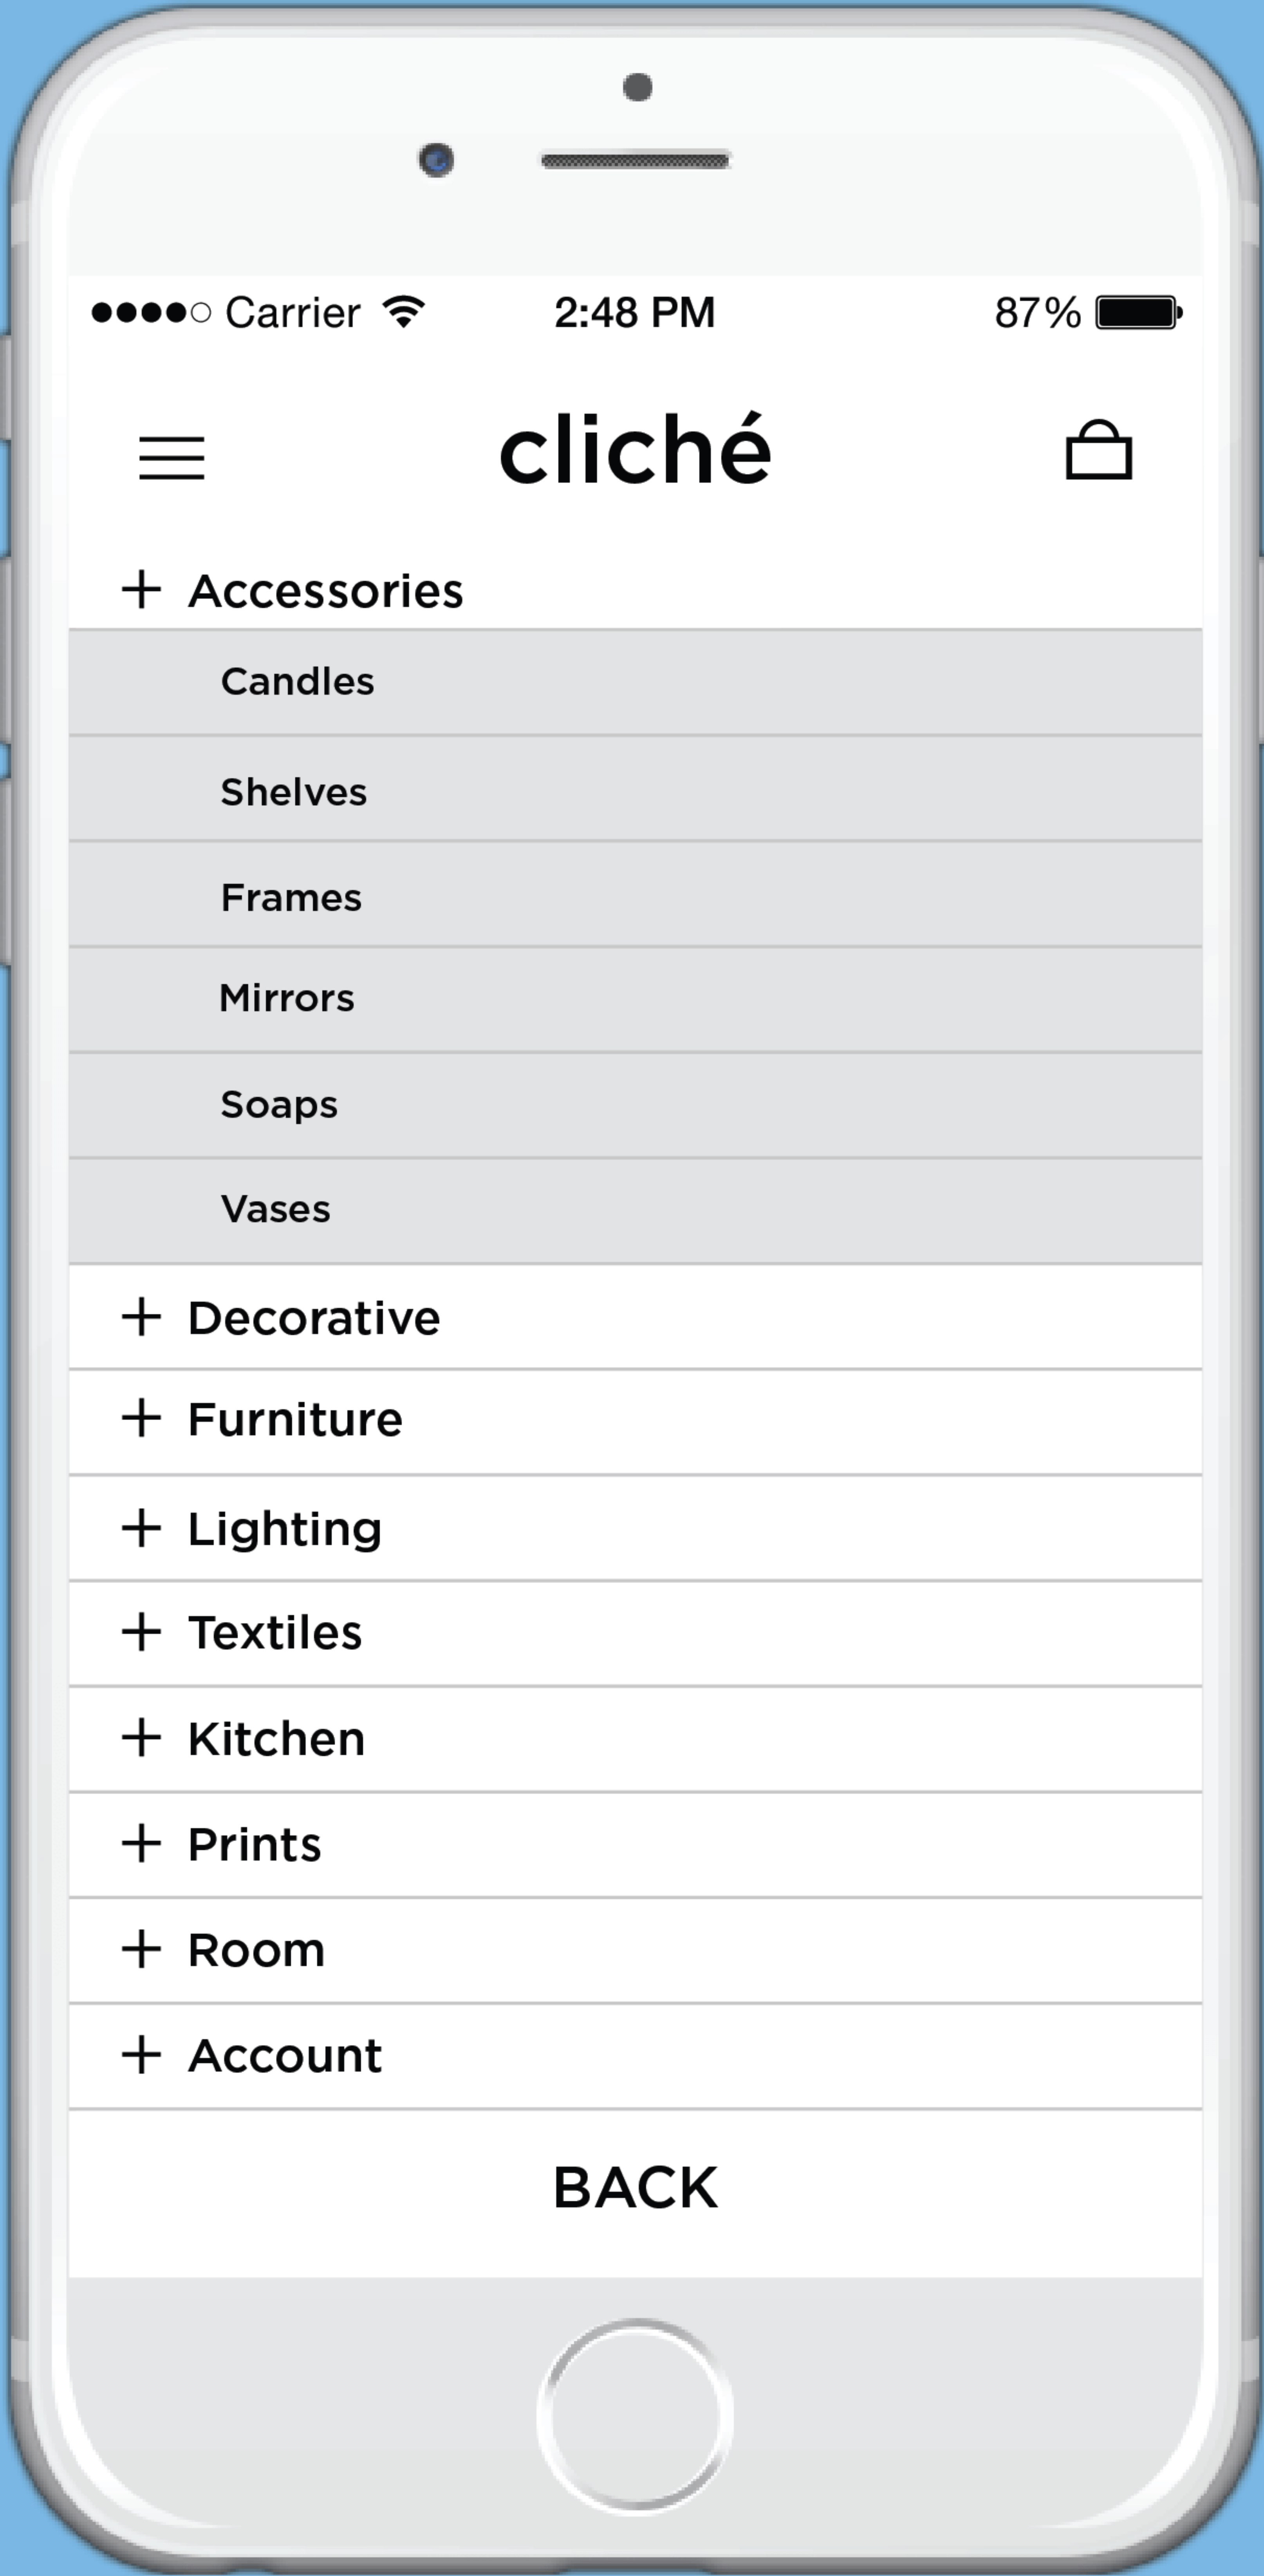 Carrier 2:48 PM 87%
cliché
+ Accessories
Candles
Shelves
Frames
Mirrors
Soaps
Vases
+ Decorative
+ Furniture
+ Lighting
+ Textiles
+ Kitchen
+ Prints
+ Room
+ Account
BACK